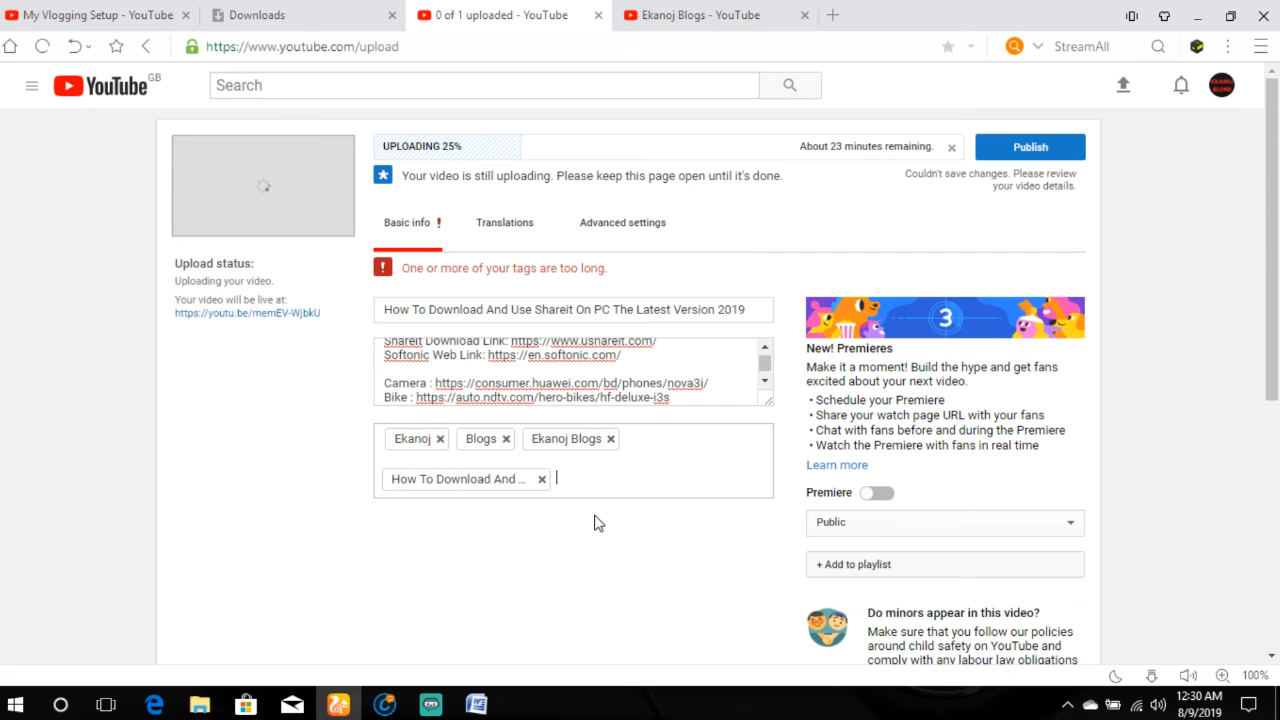 My Vlogging Setup - YouTube
Downloads
0 of 1 uploaded - YouTube
Ekanoj Blogs - YouTube
https://www.youtube.com/upload
StreamAll
YouTube GB
Search
UPLOADING 25%
About 23 minutes remaining.
Publish
Your video is still uploading. Please keep this page open until it's done.
Couldn't save changes. Please review
your video details.
Basic info
Translations
Advanced settings
Upload status:
Uploading your video.
Your video will be live at:
https://youtu.be/memEV-WjbkU
One or more of your tags are too long.
How To Download And Use Shareit On PC The Latest Version 2019
Shareit Download Link: https://www.ushareit.com/
Softonic Web Link: https://en.softonic.com/
Camera : https://consumer.huawei.com/bd/phones/nova3i/
Bike : https://auto.ndtv.com/hero-bikes/hf-deluxe-i3s
Ekanoj
Blogs
Ekanoj Blogs
How To Download And ...
3
New! Premieres
Make it a moment! Build the hype and get fans
excited about your next video.
• Schedule your Premiere
• Share your watch page URL with your fans
• Chat with fans before and during the Premiere
• Watch the Premiere with fans in real time
Learn more
Premiere
Public
+ Add to playlist
Do minors appear in this video?
Make sure that you follow our policies
around child safety on YouTube and
comply with any labour law obligations
100%
12:30 AM
8/9/2019